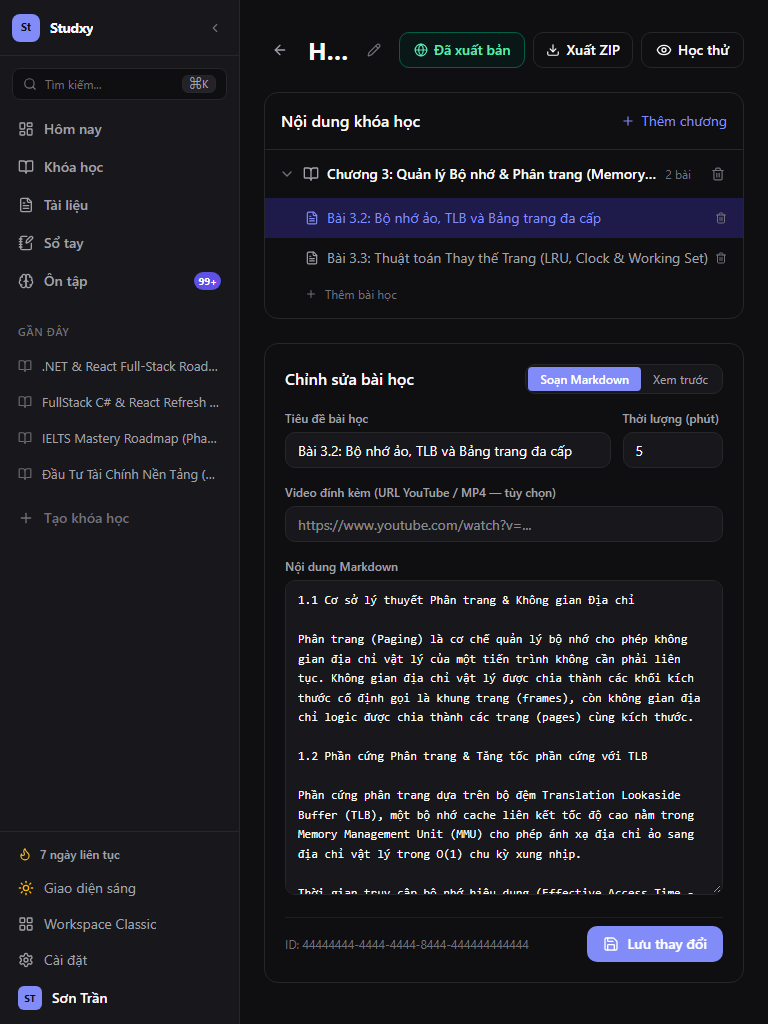 St Studxy
Tìm kiếm... ⌘K
Hôm nay
Khóa học
Tài liệu
Sổ tay
Ôn tập 99+
GẦN ĐÂY
.NET & React Full-Stack Road...
FullStack C# & React Refresh ...
IELTS Mastery Roadmap (Pha...
Đầu Tư Tài Chính Nền Tảng (...
Tạo khóa học
7 ngày liên tục
Giao diện sáng
Workspace Classic
Cài đặt
ST Sơn Trần
H...
Đã xuất bản
Xuất ZIP
Học thử
Nội dung khóa học
+ Thêm chương
Chương 3: Quản lý Bộ nhớ & Phân trang (Memory... 2 bài
Bài 3.2: Bộ nhớ ảo, TLB và Bảng trang đa cấp
Bài 3.3: Thuật toán Thay thế Trang (LRU, Clock & Working Set)
+ Thêm bài học
Chỉnh sửa bài học
Soạn Markdown
Xem trước
Tiêu đề bài học
Thời lượng (phút)
Bài 3.2: Bộ nhớ ảo, TLB và Bảng trang đa cấp
5
Video đính kèm (URL YouTube / MP4 — tùy chọn)
https://www.youtube.com/watch?v=...
Nội dung Markdown
1.1 Cơ sở lý thuyết Phân trang & Không gian Địa chỉ
Phân trang (Paging) là cơ chế quản lý bộ nhớ cho phép không
gian địa chỉ vật lý của một tiến trình không cần phải liên
tục. Không gian địa chỉ vật lý được chia thành các khối kích
thước cố định gọi là khung trang (frames), còn không gian địa
chỉ logic được chia thành các trang (pages) cùng kích thước.
1.2 Phần cứng Phân trang & Tăng tốc phần cứng với TLB
Phần cứng phân trang dựa trên bộ đệm Translation Lookaside
Buffer (TLB), một bộ nhớ cache liên kết tốc độ cao nằm trong
Memory Management Unit (MMU) cho phép ánh xạ địa chỉ ảo sang
địa chỉ vật lý trong O(1) chu kỳ xung nhịp.
Thời gian truy cập bộ nhớ hiệu dụng (Effective Access Time -
ID: 44444444-4444-4444-8444-444444444444
Lưu thay đổi